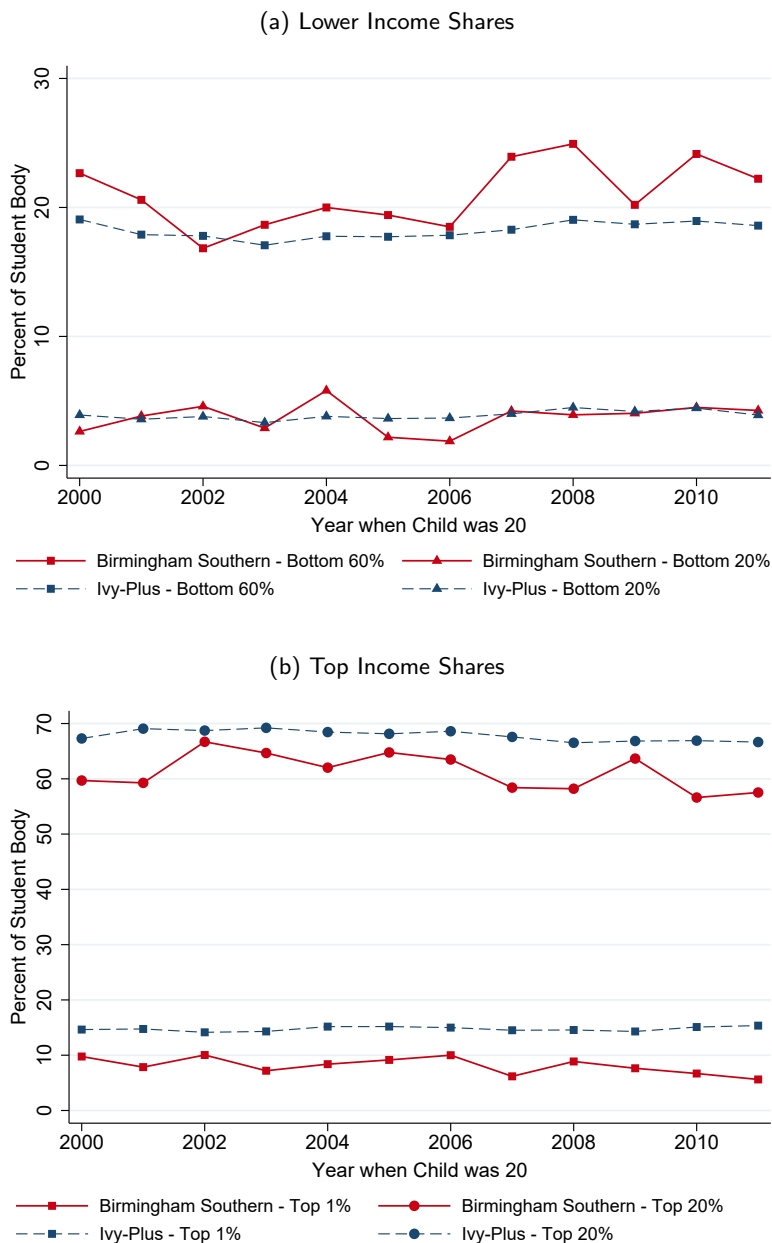 (a) Lower Income Shares
30
20
10
0
Percent of Student Body
2000 2002 2004 2006 2008 2010
Year when Child was 20
Birmingham Southern - Bottom 60% Birmingham Southern - Bottom 20%
Ivy-Plus - Bottom 60% Ivy-Plus - Bottom 20%
(b) Top Income Shares
70
60
50
40
30
20
10
0
Percent of Student Body
2000 2002 2004 2006 2008 2010
Year when Child was 20
Birmingham Southern - Top 1% Birmingham Southern - Top 20%
Ivy-Plus - Top 1% Ivy-Plus - Top 20%